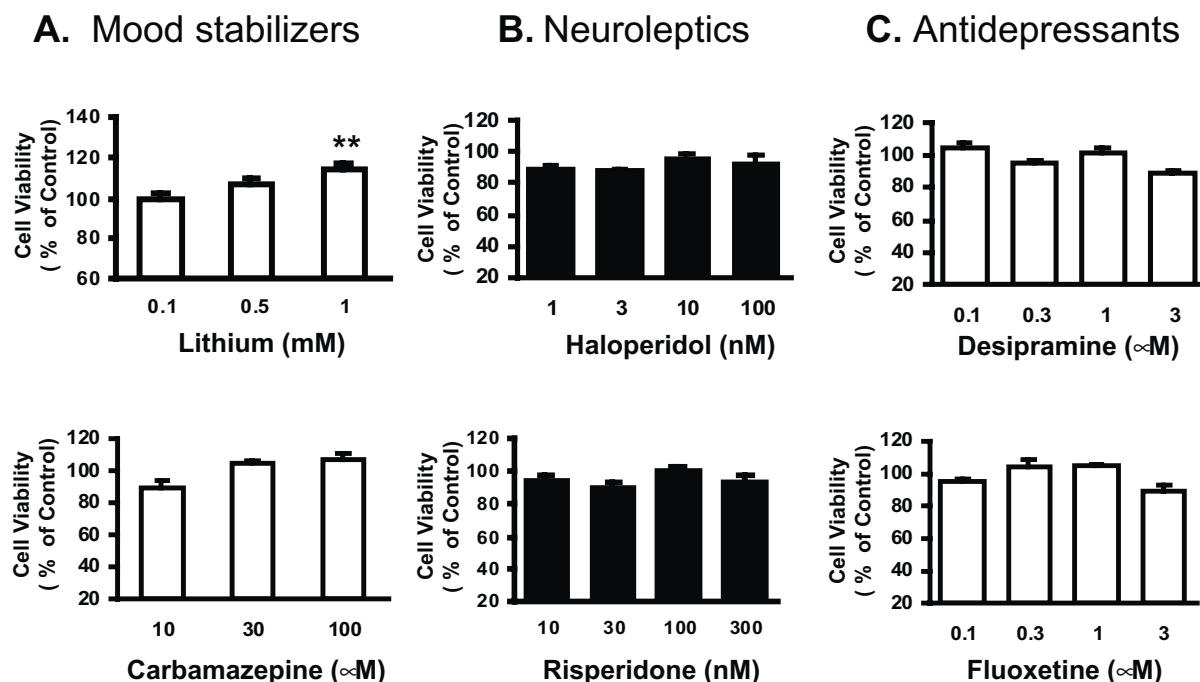 A. Mood stabilizers
Cell Viability
( % of Control)
140
120
100
80
60
**
0.1 0.5 1
Lithium (mM)
Cell Viability
( % of Control)
120
100
80
60
40
20
10 30 100
Carbamazepine (∝M)
B. Neuroleptics
Cell Viability
( % of Control)
120
100
80
60
40
20
1 3 10 100
Haloperidol (nM)
Cell Viability
( % of Control)
120
100
80
60
40
20
10 30 100 300
Risperidone (nM)
C. Antidepressants
Cell Viability
( % of Control)
120
100
80
60
40
20
0.1 0.3 1 3
Desipramine (∝M)
Cell Viability
( % of Control)
120
100
80
60
40
20
0.1 0.3 1 3
Fluoxetine (∝M)